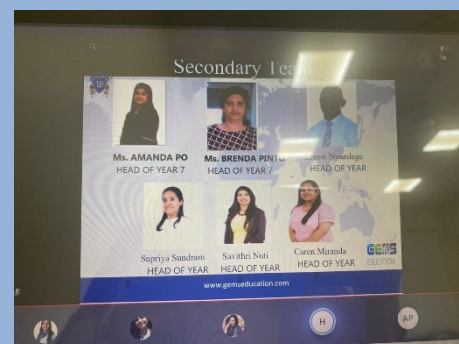 Secondary Team
Ms. AMANDA PO
HEAD OF YEAR 7
Ms. BRENDA PINTO
HEAD OF YEAR 7
Nyandege
HEAD OF YEAR
Supriya Sundram
HEAD OF YEAR
Savithri Nuti
HEAD OF YEAR
Caren Miranda
HEAD OF YEAR
GEMS
EDUCATION
www.gemseducation.com
H
AP